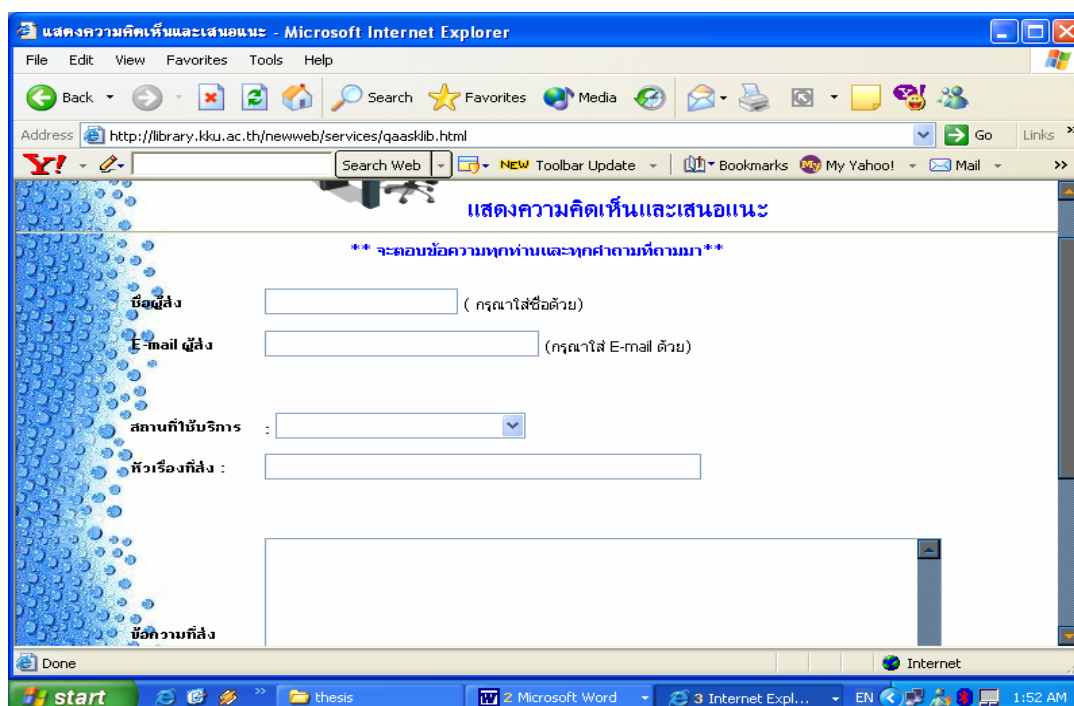 แสดงความคิดเห็นและเสนอแนะ - Microsoft Internet Explorer
File Edit View Favorites Tools Help
Back Search Favorites Media
Address http://library.kku.ac.th/newweb/services/qaasklib.html Go Links »
Y! Search Web NEW Toolbar Update Bookmarks My Yahoo! Mail »
แสดงความคิดเห็นและเสนอแนะ
** จะตอบข้อความทุกท่านและทุกคำถามที่ถามมา**
ชื่อผู้ส่ง ( กรุณาใส่ชื่อด้วย)
E-mail ผู้ส่ง (กรุณาใส่ E-mail ด้วย)
สถานที่ใช้บริการ :
หัวเรื่องที่ส่ง :
ข้อความที่ส่ง
Done Internet
start » thesis 2 Microsoft Word 3 Internet Expl... EN 1:52 AM